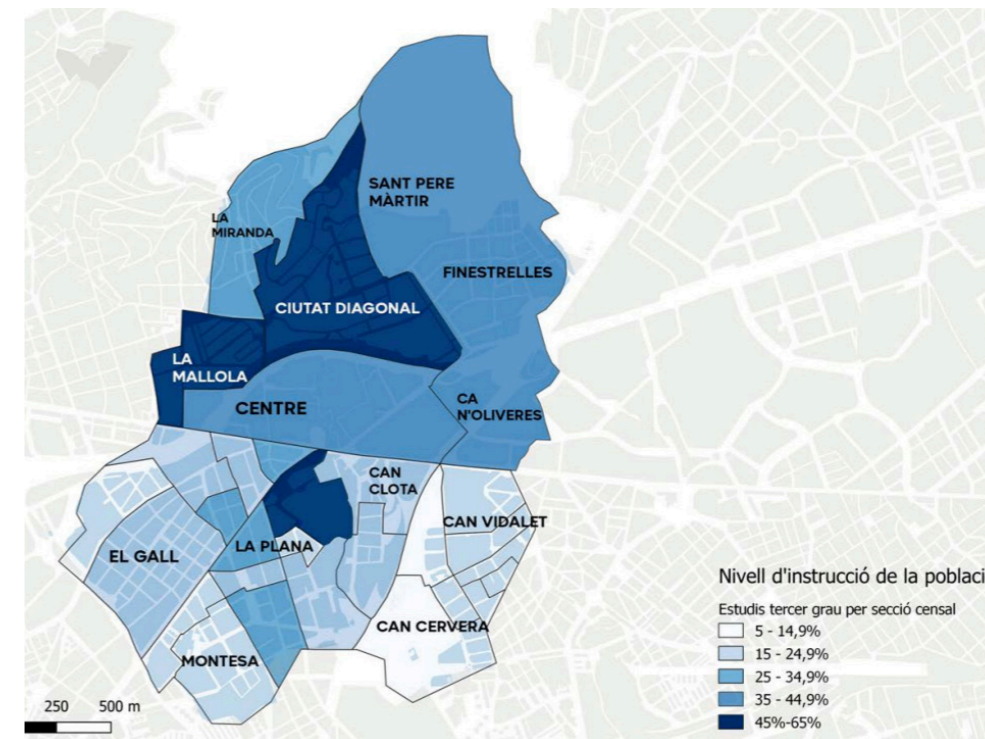 SANT PERE
MÀRTIR
LA
MIRANDA
FINESTRELLES
CIUTAT DIAGONAL
LA
MALLOLA
CENTRE
CA
N'OLIVERES
CAN
CLOTA
CAN VIDALET
LA PLANA
EL GALL
CAN CERVERA
MONTESA
Nivell d'instrucció de la poblaci
Estudis tercer grau per secció censal
5 - 14,9%
15 - 24,9%
25 - 34,9%
35 - 44,9%
45%-65%
250 500 m